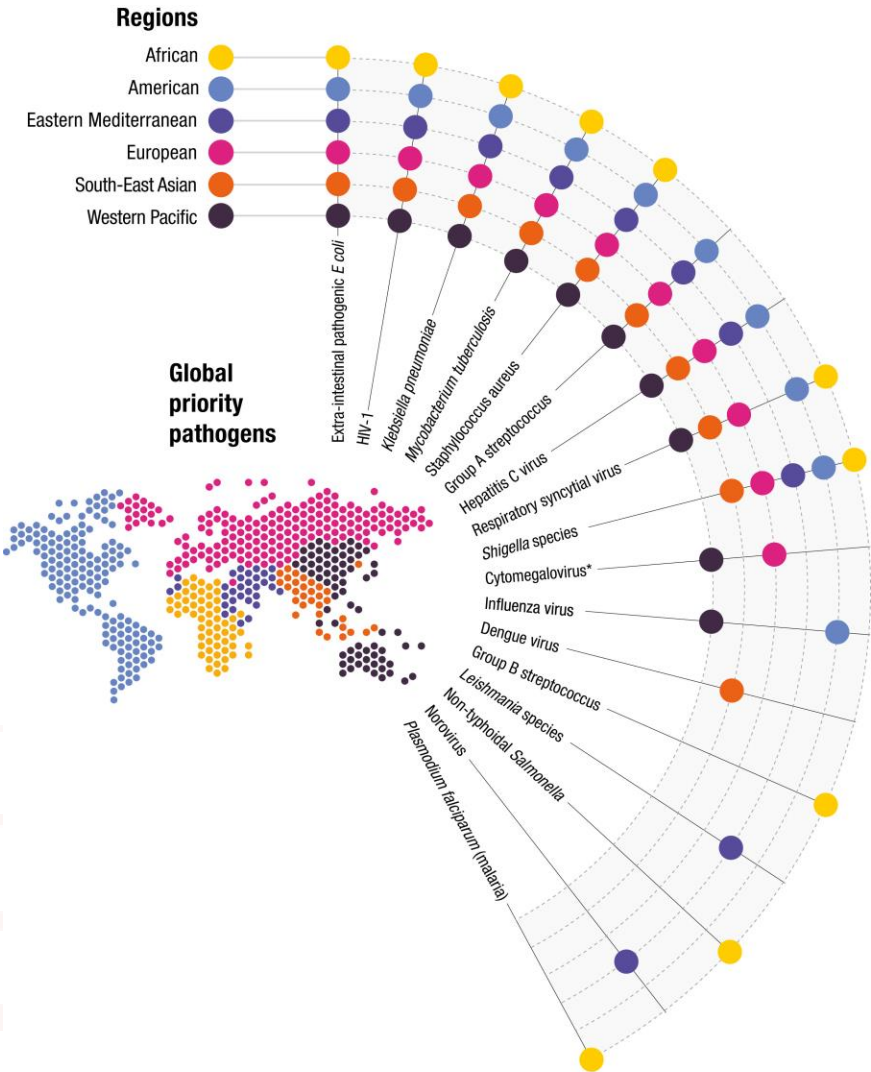 Regions
African
American
Eastern Mediterranean
European
South-East Asian
Western Pacific
Extra-intestinal pathogenic E coli
HIV-1
Klebsiella pneumoniae
Mycobacterium tuberculosis
Staphylococcus aureus
Group A streptococcus
Hepatitis C virus
Respiratory syncytial virus
Shigella species
Cytomegalovirus*
Influenza virus
Dengue virus
Group B streptococcus
Leishmania species
Non-typhoidal Salmonella
Norovirus
Plasmodium falciparum (malaria)
Global
priority
pathogens